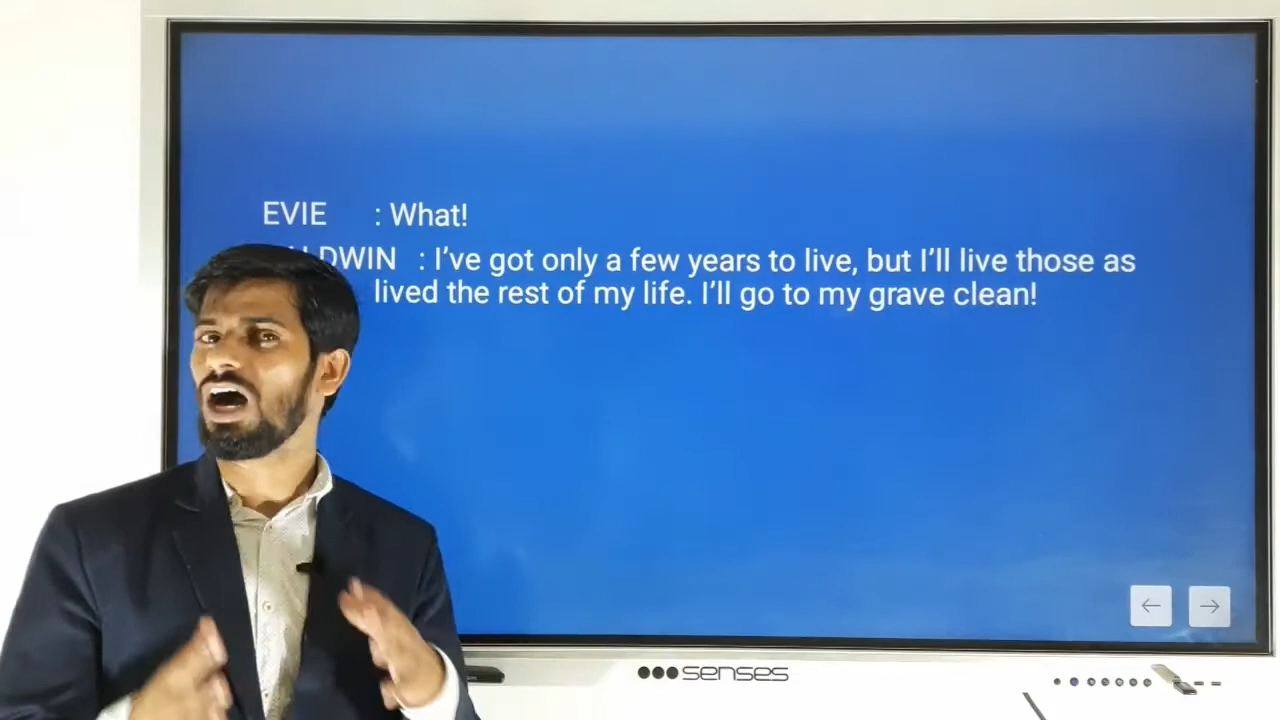 EVIE : What!
DWIN : I've got only a few years to live, but I'll live those as
lived the rest of my life. I'll go to my grave clean!
senses